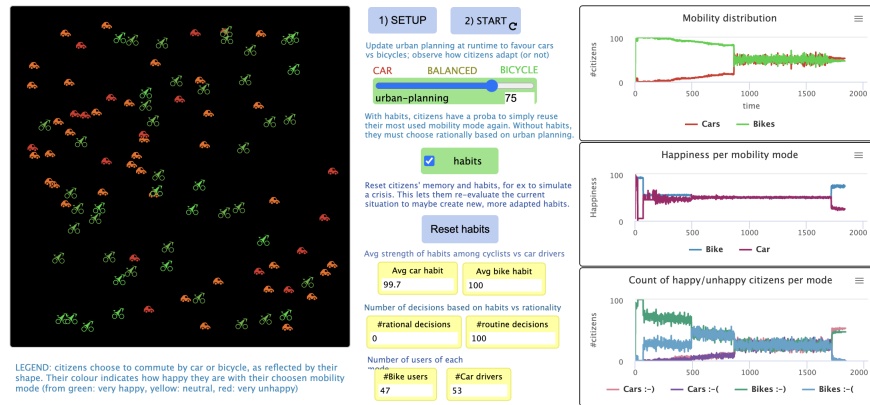 1) SETUP
2) START
Update urban planning at runtime to favour cars
vs bicycles; observe how citizens adapt (or not)
CAR BALANCED BICYCLE
urban-planning 75
With habits, citizens have a proba to simply reuse
their most used mobility mode again. Without habits,
they must choose rationally based on urban planning.
habits
Reset citizens' memory and habits, for ex to simulate
a crisis. This lets them re-evaluate the current
situation to maybe create new, more adapted habits.
Reset habits
Avg strength of habits among cyclists vs car drivers
Avg car habit
99.7
Avg bike habit
100
Number of decisions based on habits vs rationality
#rational decisions
0
#routine decisions
100
Number of users of each
mode
#Bike users
47
#Car drivers
53
LEGEND: citizens choose to commute by car or bicycle, as reflected by their
shape. Their colour indicates how happy they are with their choosen mobility
mode (from green: very happy, yellow: neutral, red: very unhappy)
Mobility distribution
#citizens
100
0
0 500 1000 1500 2000
time
Cars Bikes
Happiness per mobility mode
Happiness
100
0
0 500 1000 1500 2000
Bike Car
Count of happy/unhappy citizens per mode
#citizens
100
0
0 500 1000 1500 2000
Cars :-) Cars :-( Bikes :-) Bikes :-(